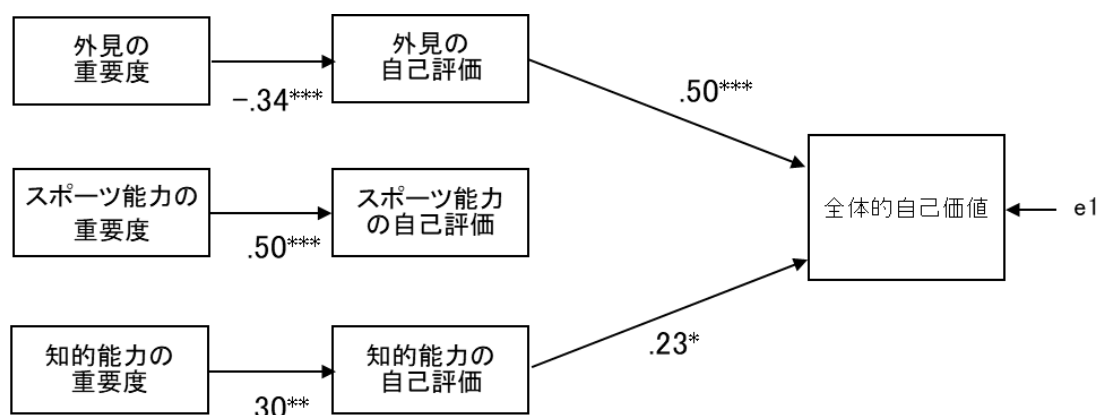 外見の
重要度
外見の
自己評価
-.34***
.50***
スポーツ能力の
重要度
スポーツ能力
の自己評価
.50***
全体的自己価値
e1
知的能力の
重要度
知的能力の
自己評価
.30**
.23*